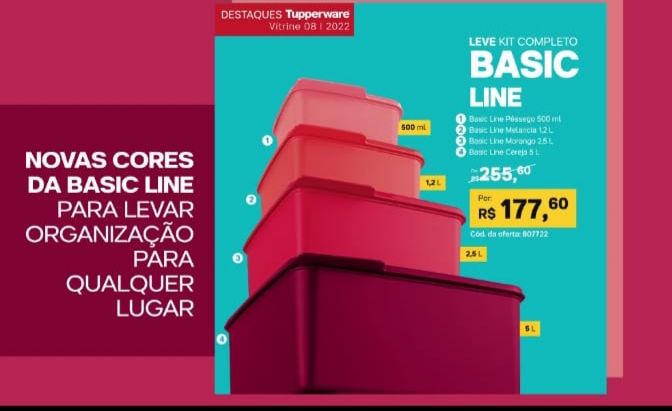 NOVAS CORES
DA BASIC LINE
PARA LEVAR
ORGANIZAÇÃO
PARA
QUALQUER
LUGAR
DESTAQUES Tupperware
Vitrine 08 | 2022
LEVE KIT COMPLETO
BASIC
LINE
1 Basic Line Pêssego 500 ml
2 Basic Line Melancia 1,2 L
3 Basic Line Morango 2,5 L
4 Basic Line Cereja 5 L
De: R$ 255,60
Por:
R$ 177,60
Cód. da oferta: 807722
500 ml
1
1,2 L
2
2,5 L
3
5 L
4